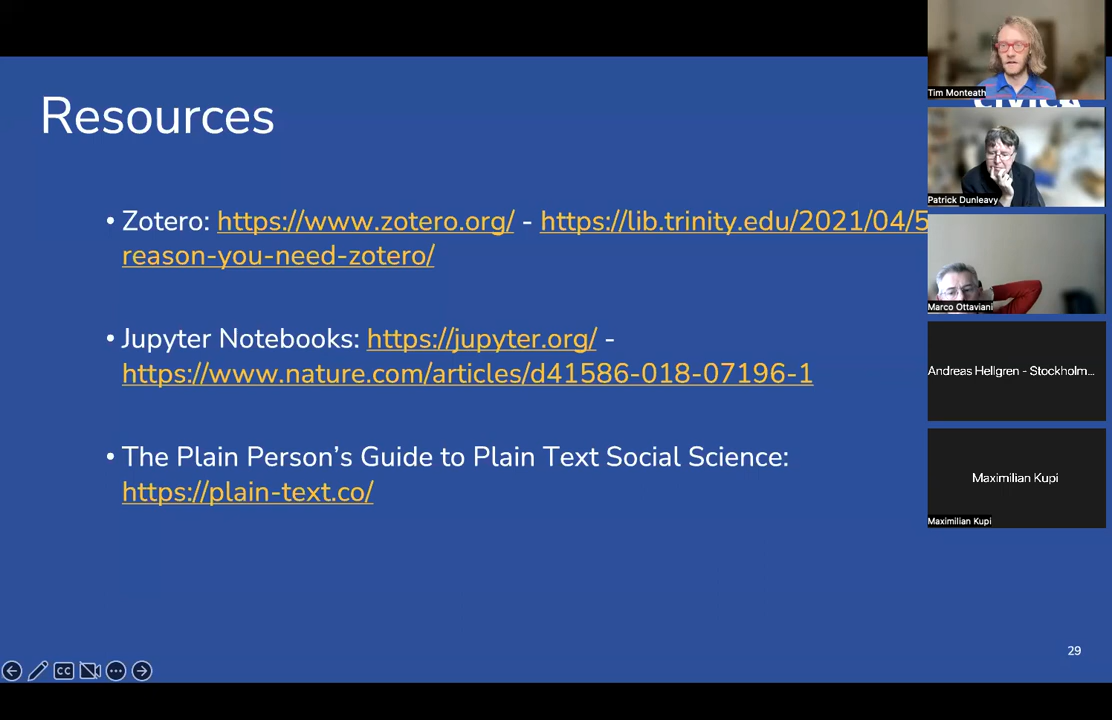 Resources
• Zotero: https://www.zotero.org/ - https://lib.trinity.edu/2021/04/5
reason-you-need-zotero/
• Jupyter Notebooks: https://jupyter.org/ -
https://www.nature.com/articles/d41586-018-07196-1
• The Plain Person’s Guide to Plain Text Social Science:
https://plain-text.co/
29
CC
Tim Monteath
Patrick Dunleavy
Marco Ottaviani
Andreas Hellgren - Stockholm...
Maximilian Kupi
Maximilian Kupi